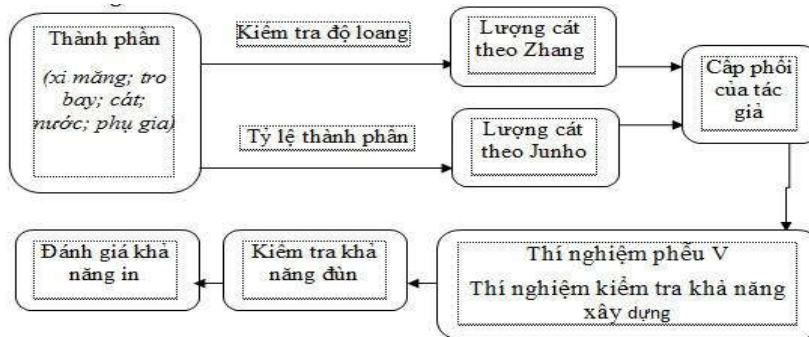 Thành phần
(xi măng; tro
bay; cát;
nước; phụ gia)
Kiểm tra độ loang
Lượng cát
theo Zhang
Tỷ lệ thành phần
Lượng cát
theo Junho
Cấp phối
của tác
giả
Thí nghiệm phễu V
Thí nghiệm kiểm tra khả năng
xây dựng
Kiểm tra khả
năng đùn
Đánh giá khả
năng in